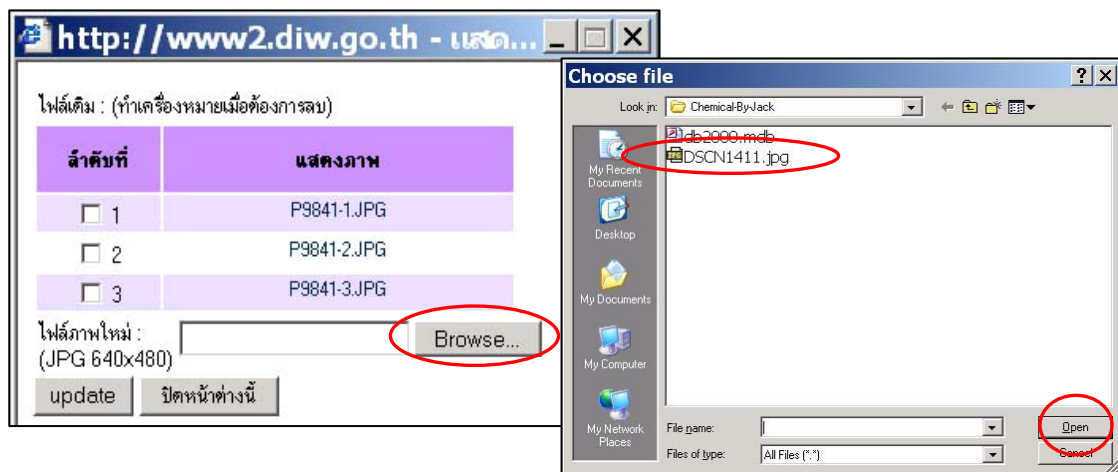 http://www2.diw.go.th - แสด...
ไฟล์เดิม : (ทำเครื่องหมายเมื่อต้องการลบ)
ลำดับที่ แสดงภาพ
1 P9841-1.JPG
2 P9841-2.JPG
3 P9841-3.JPG
ไฟล์ภาพใหม่ :
(JPG 640x480)
Browse...
update ปิดหน้าต่างนี้
Choose file
Look in: Chemical-By-Jack
db2000.mdb
DSCN1411.jpg
My Recent
Documents
Desktop
My Documents
My Computer
My Network
Places
File name:
Open
Files of type: All Files (*.*)
Cancel